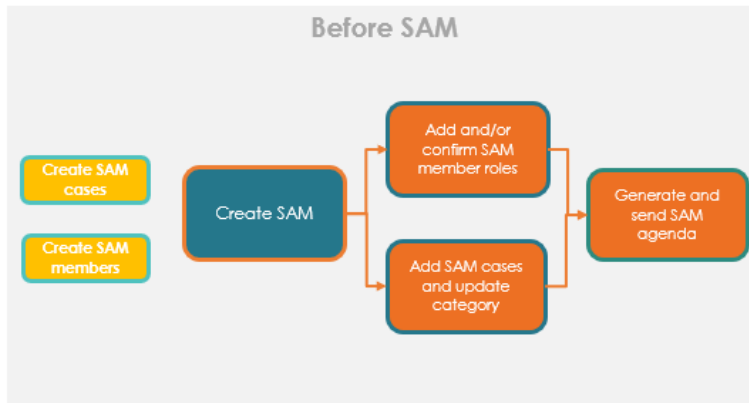 Before SAM
Create SAM
cases
Create SAM
members
Create SAM
Add and/or
confirm SAM
member roles
Add SAM cases
and update
category
Generate and
send SAM
agenda